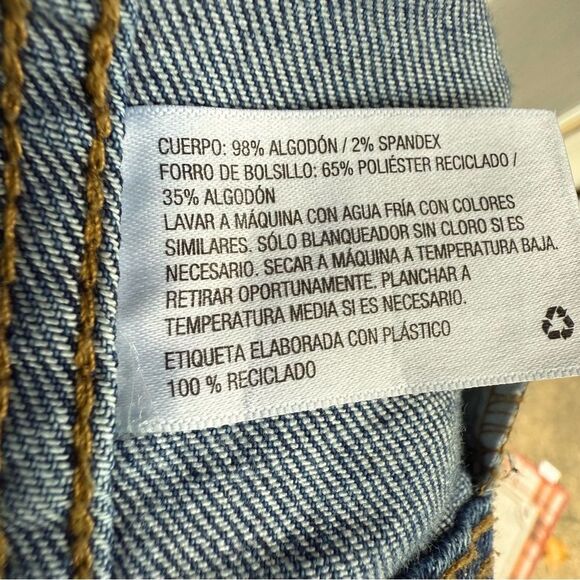 CUERPO: 98% ALGODÓN / 2% SPANDEX
FORRO DE BOLSILLO: 65% POLIÉSTER RECICLADO /
35% ALGODÓN
LAVAR A MÁQUINA CON AGUA FRÍA CON COLORES
SIMILARES. SÓLO BLANQUEADOR SIN CLORO SI ES
NECESARIO. SECAR A MÁQUINA A TEMPERATURA BAJA.
RETIRAR OPORTUNAMENTE. PLANCHAR A
TEMPERATURA MEDIA SI ES NECESARIO.
ETIQUETA ELABORADA CON PLÁSTICO
100 % RECICLADO